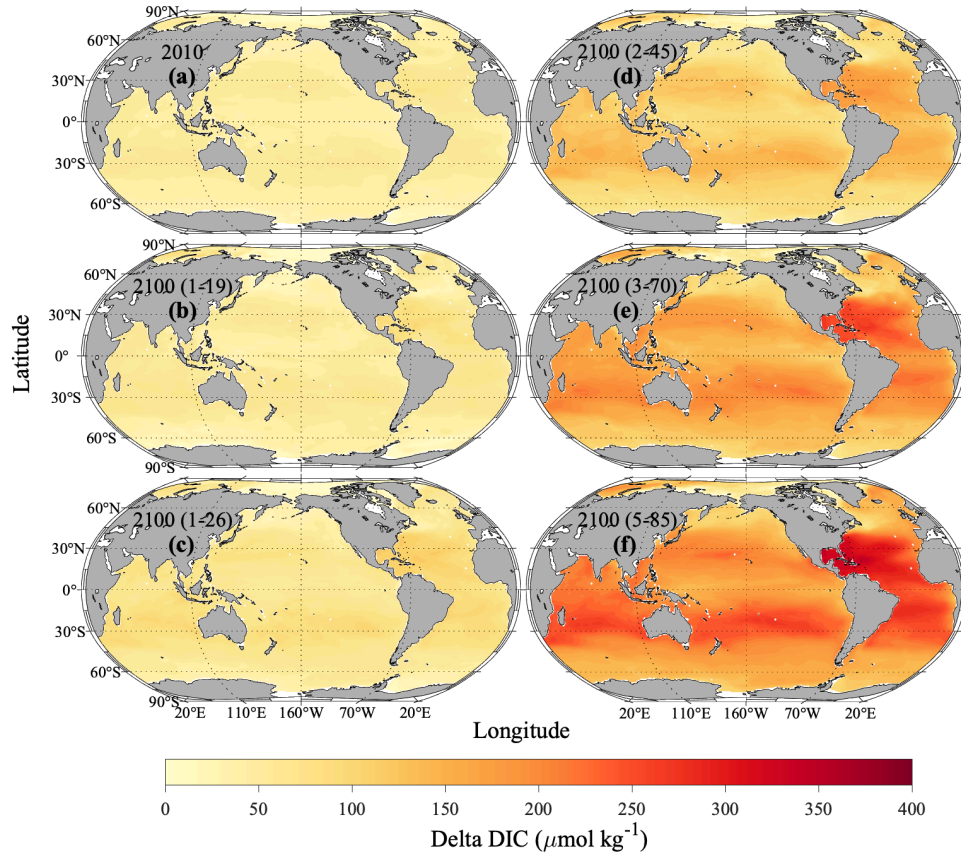 90°N
60°N
30°N
0°
30°S
60°S
2010
(a)
2100 (2-45)
(d)
90°N
60°N
30°N
0°
30°S
60°S
90°S
2100 (1-19)
(b)
2100 (3-70)
(e)
Latitude
60°N
30°N
0°
30°S
60°S
90°S
2100 (1-26)
(c)
2100 (5-85)
(f)
20°E 110°E 160°W 70°W 20°E
20°E 110°E 160°W 70°W 20°E
Longitude
0 50 100 150 200 250 300 350 400
Delta DIC (μmol kg⁻¹)